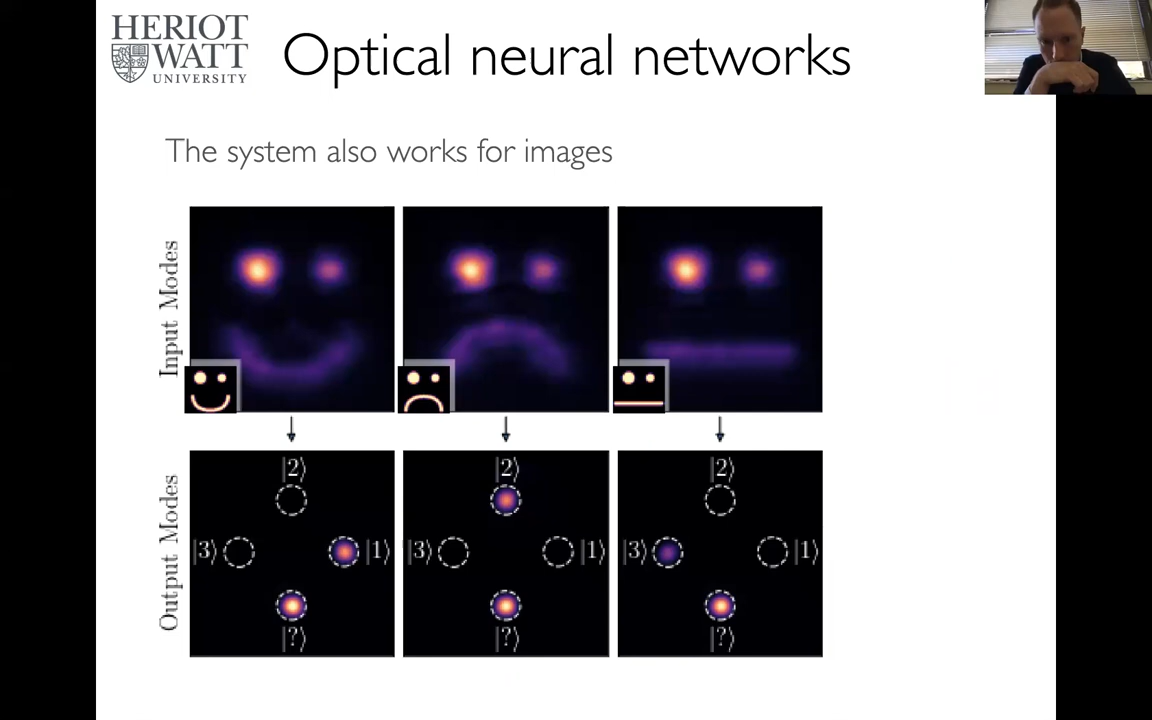 HERIOT
WATT
UNIVERSITY
Optical neural networks
The system also works for images
Input Modes
Output Modes
|2⟩
|3⟩
|1⟩
|?⟩
|2⟩
|3⟩
|1⟩
|?⟩
|2⟩
|3⟩
|1⟩
|?⟩